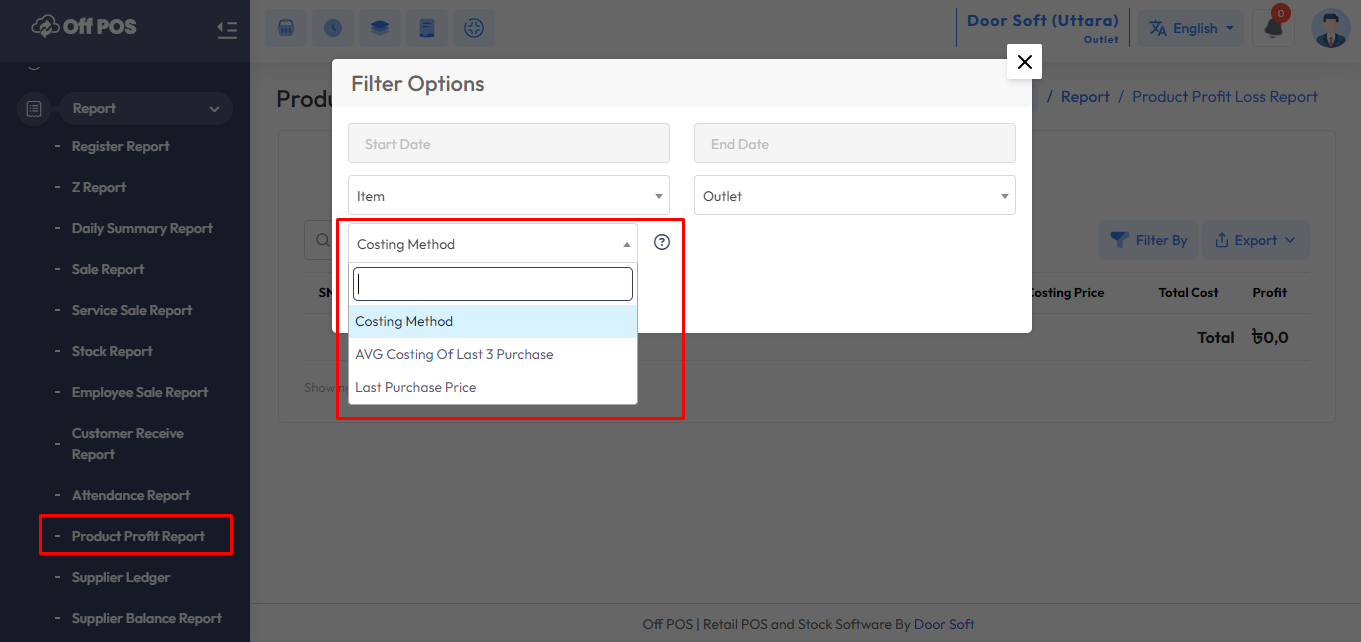 Off POS
Door Soft (Uttara)
Outlet
English
0
Report
- Register Report
- Z Report
- Daily Summary Report
- Sale Report
- Service Sale Report
- Stock Report
- Employee Sale Report
- Customer Receive
Report
- Attendance Report
- Product Profit Report
- Supplier Ledger
- Supplier Balance Report
Produ
/ Report / Product Profit Loss Report
Filter Options
Start Date
End Date
Item
Outlet
Costing Method
?
Costing Method
AVG Costing Of Last 3 Purchase
Last Purchase Price
Filter By
Export
SN
Costing Price
Total Cost
Profit
Total
৳0,0
Showing
Off POS | Retail POS and Stock Software By Door Soft